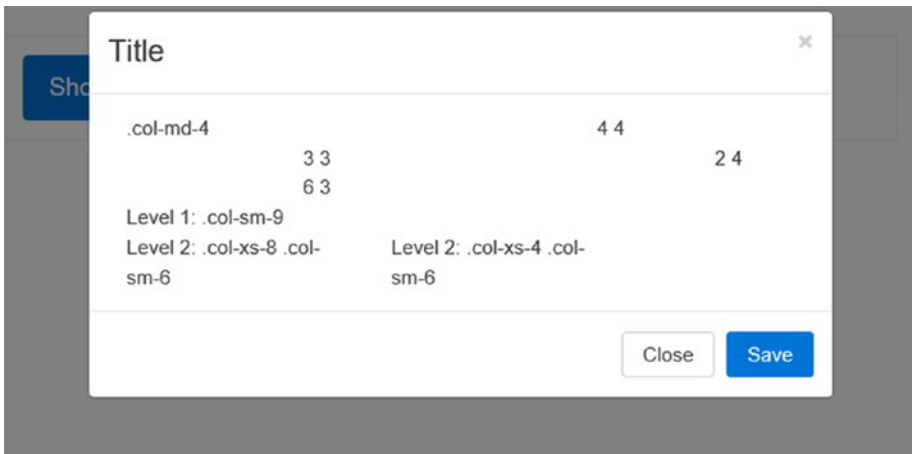 Title ×
Sho
.col-md-4 4 4
3 3 2 4
6 3
Level 1: .col-sm-9
Level 2: .col-xs-8 .col- Level 2: .col-xs-4 .col-
sm-6 sm-6
Close Save